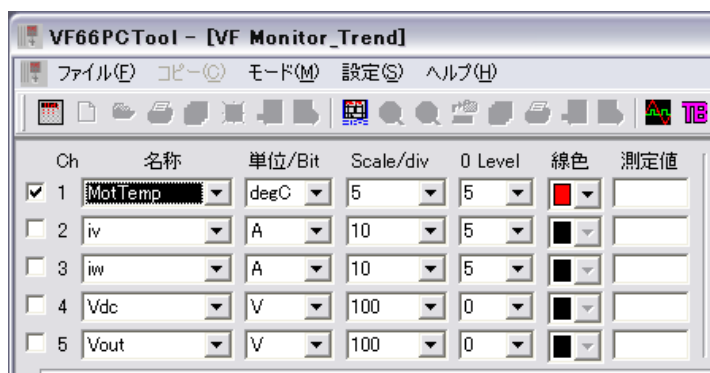 VF66PCTool - [VF Monitor_Trend]
ファイル(F) コピー(C) モード(M) 設定(S) ヘルプ(H)
TB
Ch 名称 単位/Bit Scale/div 0 Level 線色 測定値
1 MotTemp degC 5 5
2 iv A 10 5
3 iw A 10 5
4 Vdc V 100 0
5 Vout V 100 0